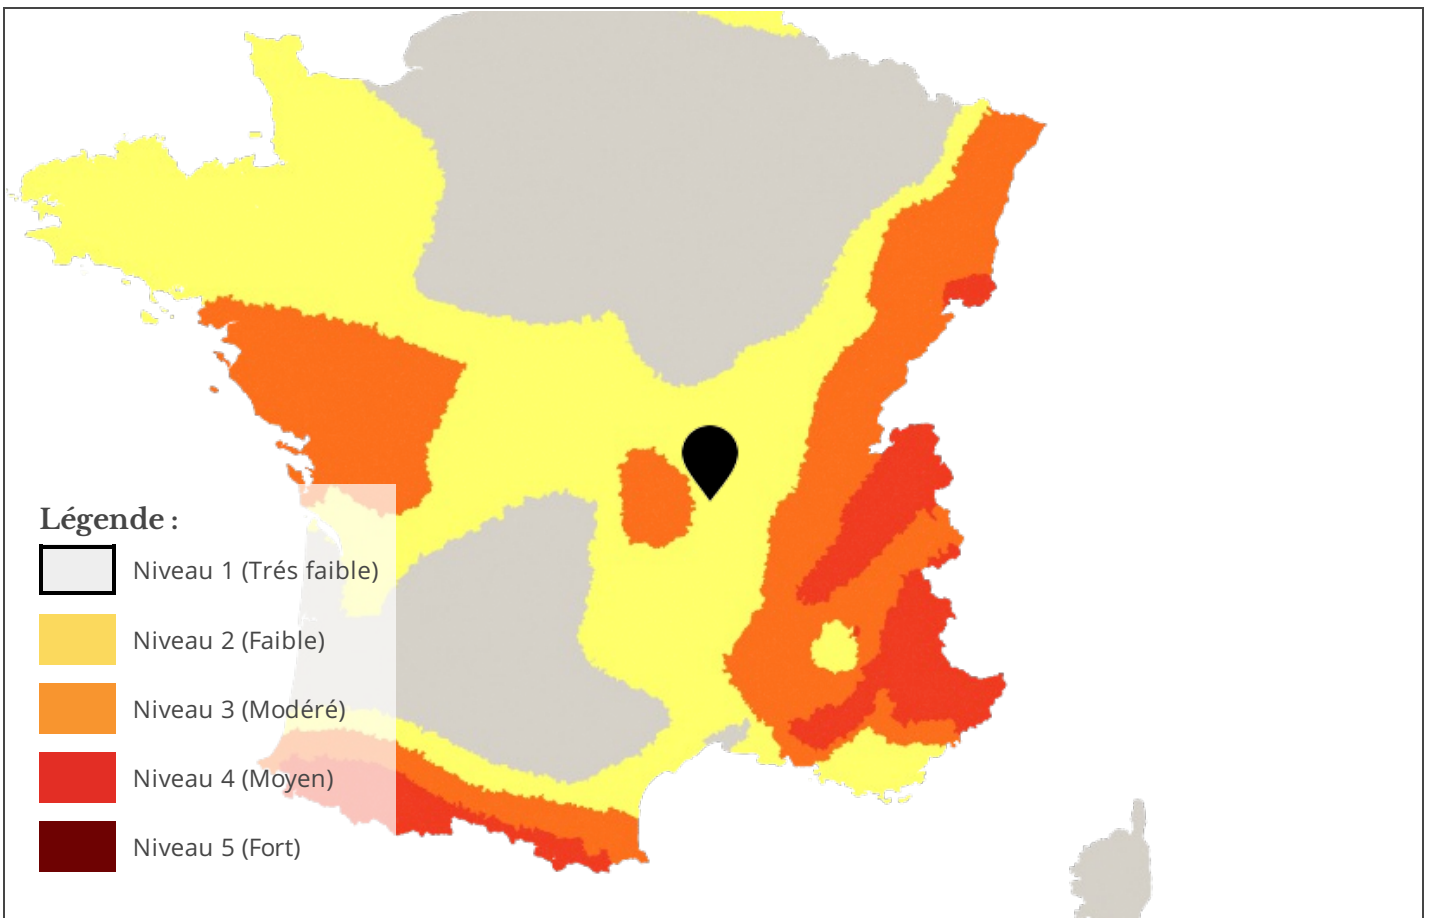 Légende :
Niveau 1 (Trés faible)
Niveau 2 (Faible)
Niveau 3 (Modéré)
Niveau 4 (Moyen)
Niveau 5 (Fort)